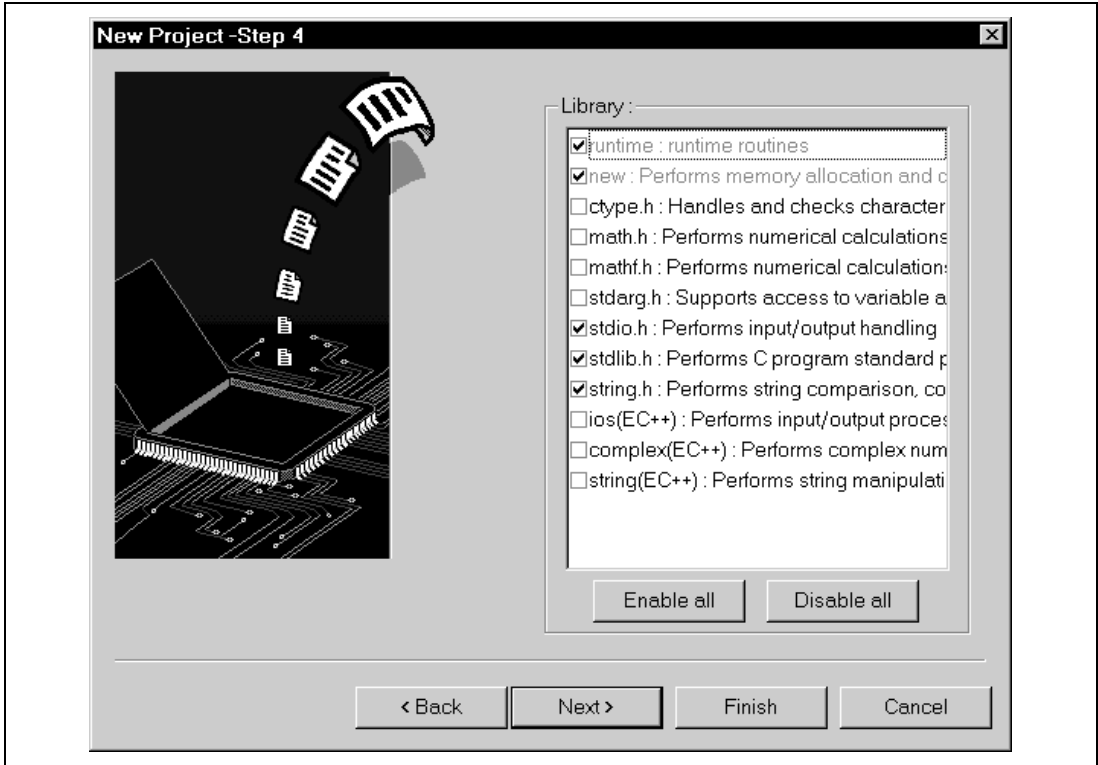 New Project -Step 4
Library :
runtime : runtime routines
new : Performs memory allocation and c
ctype.h : Handles and checks character
math.h : Performs numerical calculations
mathf.h : Performs numerical calculation
stdarg.h : Supports access to variable a
stdio.h : Performs input/output handling
stdlib.h : Performs C program standard p
string.h : Performs string comparison, co
ios(EC++) : Performs input/output proces
complex(EC++) : Performs complex num
string(EC++) : Performs string manipulati
Enable all Disable all
< Back Next > Finish Cancel